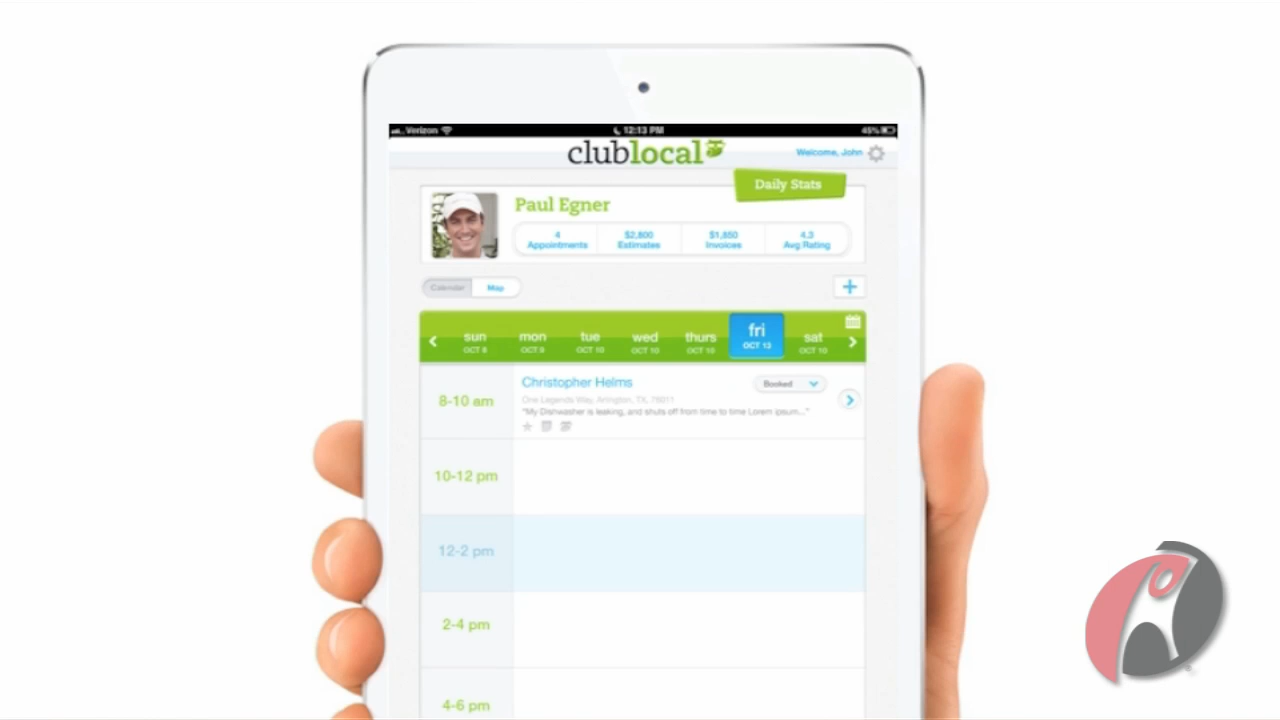 Verizon 12:13 PM 45%
clublocal
Welcome, John
Daily Stats
Paul Egner
4 $2,800 $1,850 4.3
Appointments Estimates Invoices Avg Rating
Calendar Map +
sun mon tue wed thurs fri sat
OCT 8 OCT 9 OCT 10 OCT 10 OCT 10 OCT 13 OCT 10
8-10 am
Christopher Helms
Booked
One Legends Way, Arlington, TX, 76011
"My Dishwasher is leaking, and shuts off from time to time Lorem ipsum..."
10-12 pm
12-2 pm
2-4 pm
4-6 pm